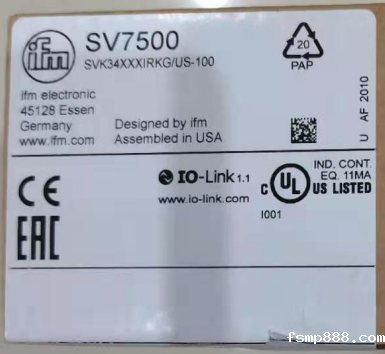 ifm
SV7500
SVK34XXXIRKG/US-100
20
PAP
ifm electronic
45128 Essen
Germany
www.ifm.com
Designed by ifm
Assembled in USA
U AF 2010
CE
EAC
IO-Link 1.1
www.io-link.com
C UL US LISTED
IND. CONT.
EQ. 11MA
I001
fsmp888.com